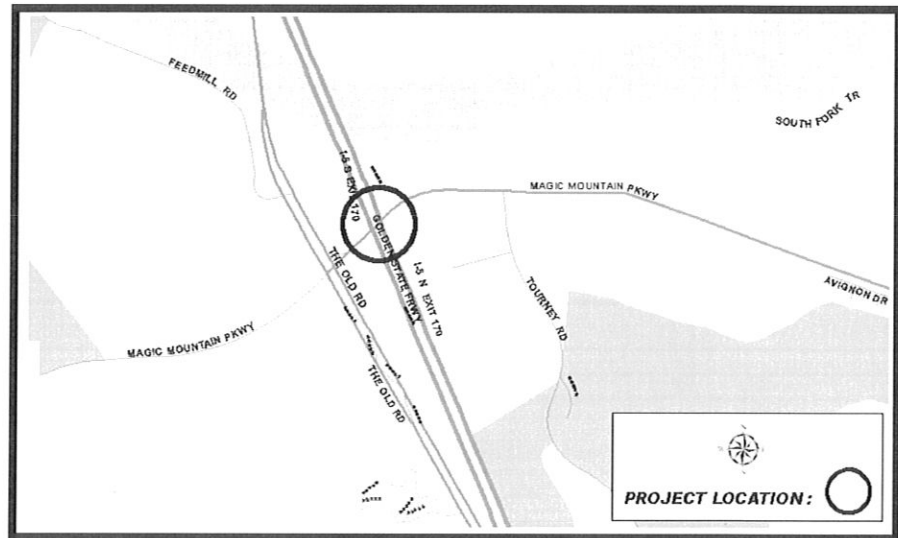 FEEDMILL RD
SOUTH FORK TR
I-5 S EXIT 170
MAGIC MOUNTAIN PKWY
GOLDEN STATE FRWY
I-5 N EXIT 170
THE OLD RD
TOURNEY RD
AVIGNON DR
MAGIC MOUNTAIN PKWY
THE OLD RD
PROJECT LOCATION: